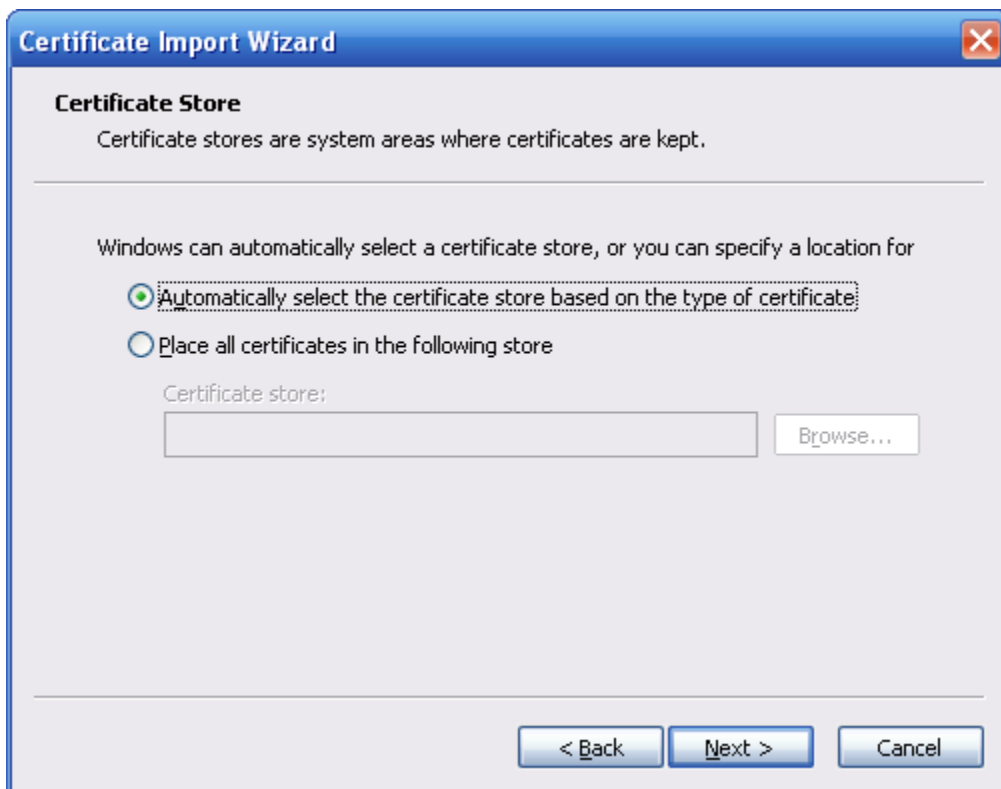 Certificate Import Wizard
Certificate Store
Certificate stores are system areas where certificates are kept.
Windows can automatically select a certificate store, or you can specify a location for
Automatically select the certificate store based on the type of certificate
Place all certificates in the following store
Certificate store:
Browse...
< Back Next > Cancel